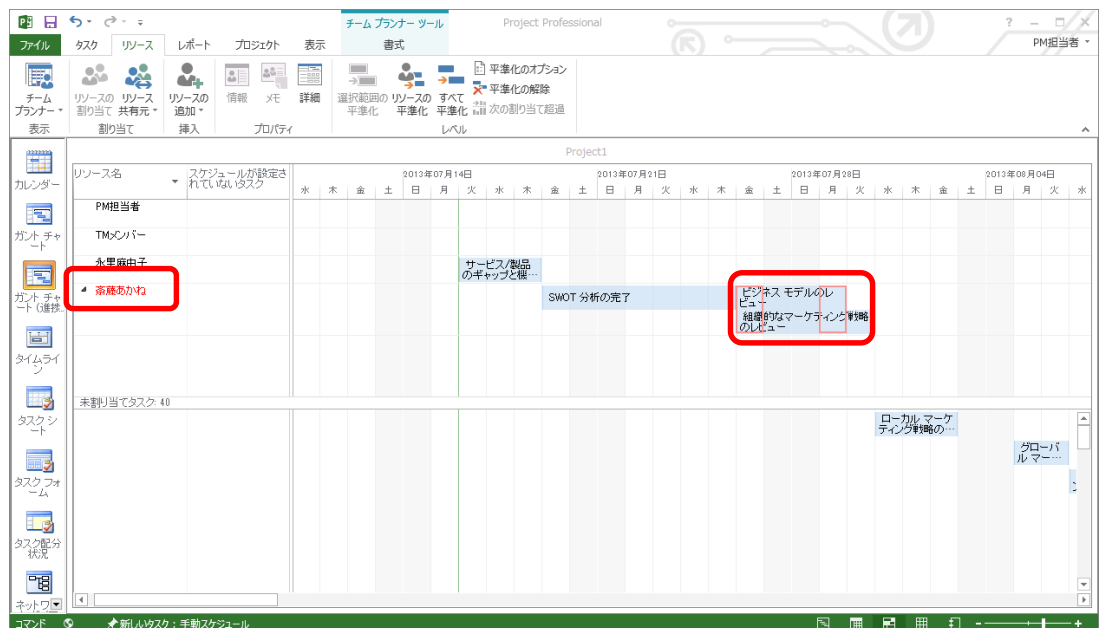 チーム プランナー ツール
Project Professional
ファイル タスク リソース レポート プロジェクト 表示 書式
PM担当者
チーム
プランナー
リソースの
割り当て
リソース
共有元
リソースの
追加
情報
メモ
詳細
選択範囲の
平準化
リソースの
平準化
すべて
平準化
平準化のオプション
平準化の解除
次の割り当て超過
表示 割り当て 挿入 プロパティ レベル
Project1
リソース名
スケジュールが設定さ
れていないタスク
2013年07月14日 2013年07月21日 2013年07月28日 2013年08月04日
水 木 金 土 日 月 火 水 木 金 土 日 月 火 水 木 金 土 日 月 火 水 木 金 土 日 月 火 水
PM担当者
TMメンバー
永里麻由子
サービス/製品
のギャップと機…
斎藤あかね
SWOT 分析の完了
ビジネス モデルのレ
ビュー
組織的なマーケティング戦略
のレビュー
未割り当てタスク: 40
ローカル マーケ
ティング戦略の…
グローバ
ル マー…
カレンダー
ガント チャ
ート
ガント チャ
ート (進捗..
タイムライ
ン
タスク シ
ート
タスク フォ
ーム
タスク配分
状況
ネットワ
コマンド
新しいタスク : 手動スケジュール